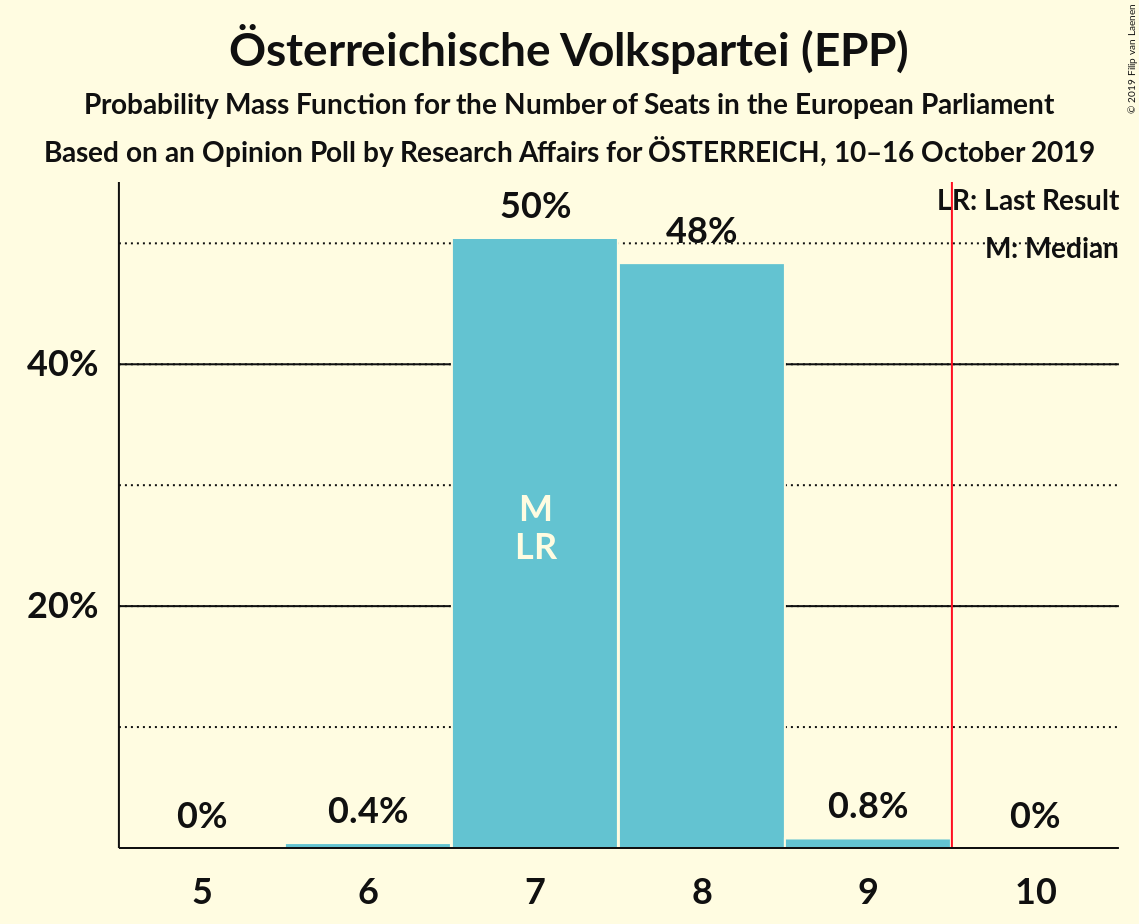 Österreichische Volkspartei (EPP)
Probability Mass Function for the Number of Seats in the European Parliament
Based on an Opinion Poll by Research Affairs for ÖSTERREICH, 10–16 October 2019
© 2019 Filip van Laenen
LR: Last Result
M: Median
50%
48%
40%
M
LR
20%
0%
0.4%
0.8%
0%
5 6 7 8 9 10